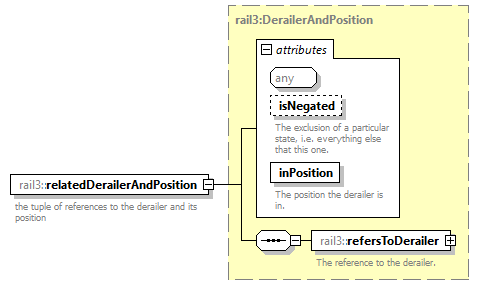 rail3:DerailerAndPosition
attributes
any
isNegated
The exclusion of a particular
state, i.e. everything else
that this one.
inPosition
The position the derailer is
in.
rail3::relatedDerailerAndPosition
the tuple of references to the derailer and its
position
rail3::refersToDerailer
The reference to the derailer.